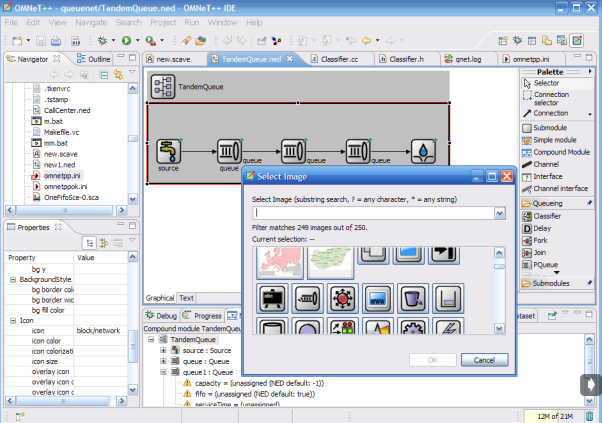 OMNeT++ - queuenet/TandemQueue.ned - OMNeT++ IDE
File Edit View Navigate Search Project Run Window Help
Navigator Outline
.tkenvrc
.tstamp
CallCenter.ned
m.bat
Makefile.vc
mm.bat
new.scave
new1.ned
omnetpp.ini
omnetppok.ini
OneFifoSce-0.sca
Properties
Property Value
bg y
BackgroundStyle
bg border col
bg border wid
bg fill color
Icon
icon block/network
icon color
icon colorizati
icon size
overlay icon
overlay icon c
new.scave TandemQueue.ned Classifier.cc Classifier.h qnet.log omnetpp.ini
TandemQueue
source queue queue queue
Graphical Text
Palette
Selector
Connection
selector
Connection
Submodule
Simple module
Compound Module
Channel
Interface
Channel interface
Queueing
Classifier
Delay
Fork
Join
PQueue
Submodules
Select Image
Select Image (substring search, ? = any character, * = any string)
Filter matches 249 images out of 250.
Current selection: --
abc
www
OK Cancel
Debug Progress
Compound module TandemQueu
TandemQueue
source : Source
queue : Queue
queue1 : Queue
capacity = (unassigned (NED default: -1))
fifo = (unassigned (NED default: true))
serviceTime = (unassigned)
taset
12M of 21M